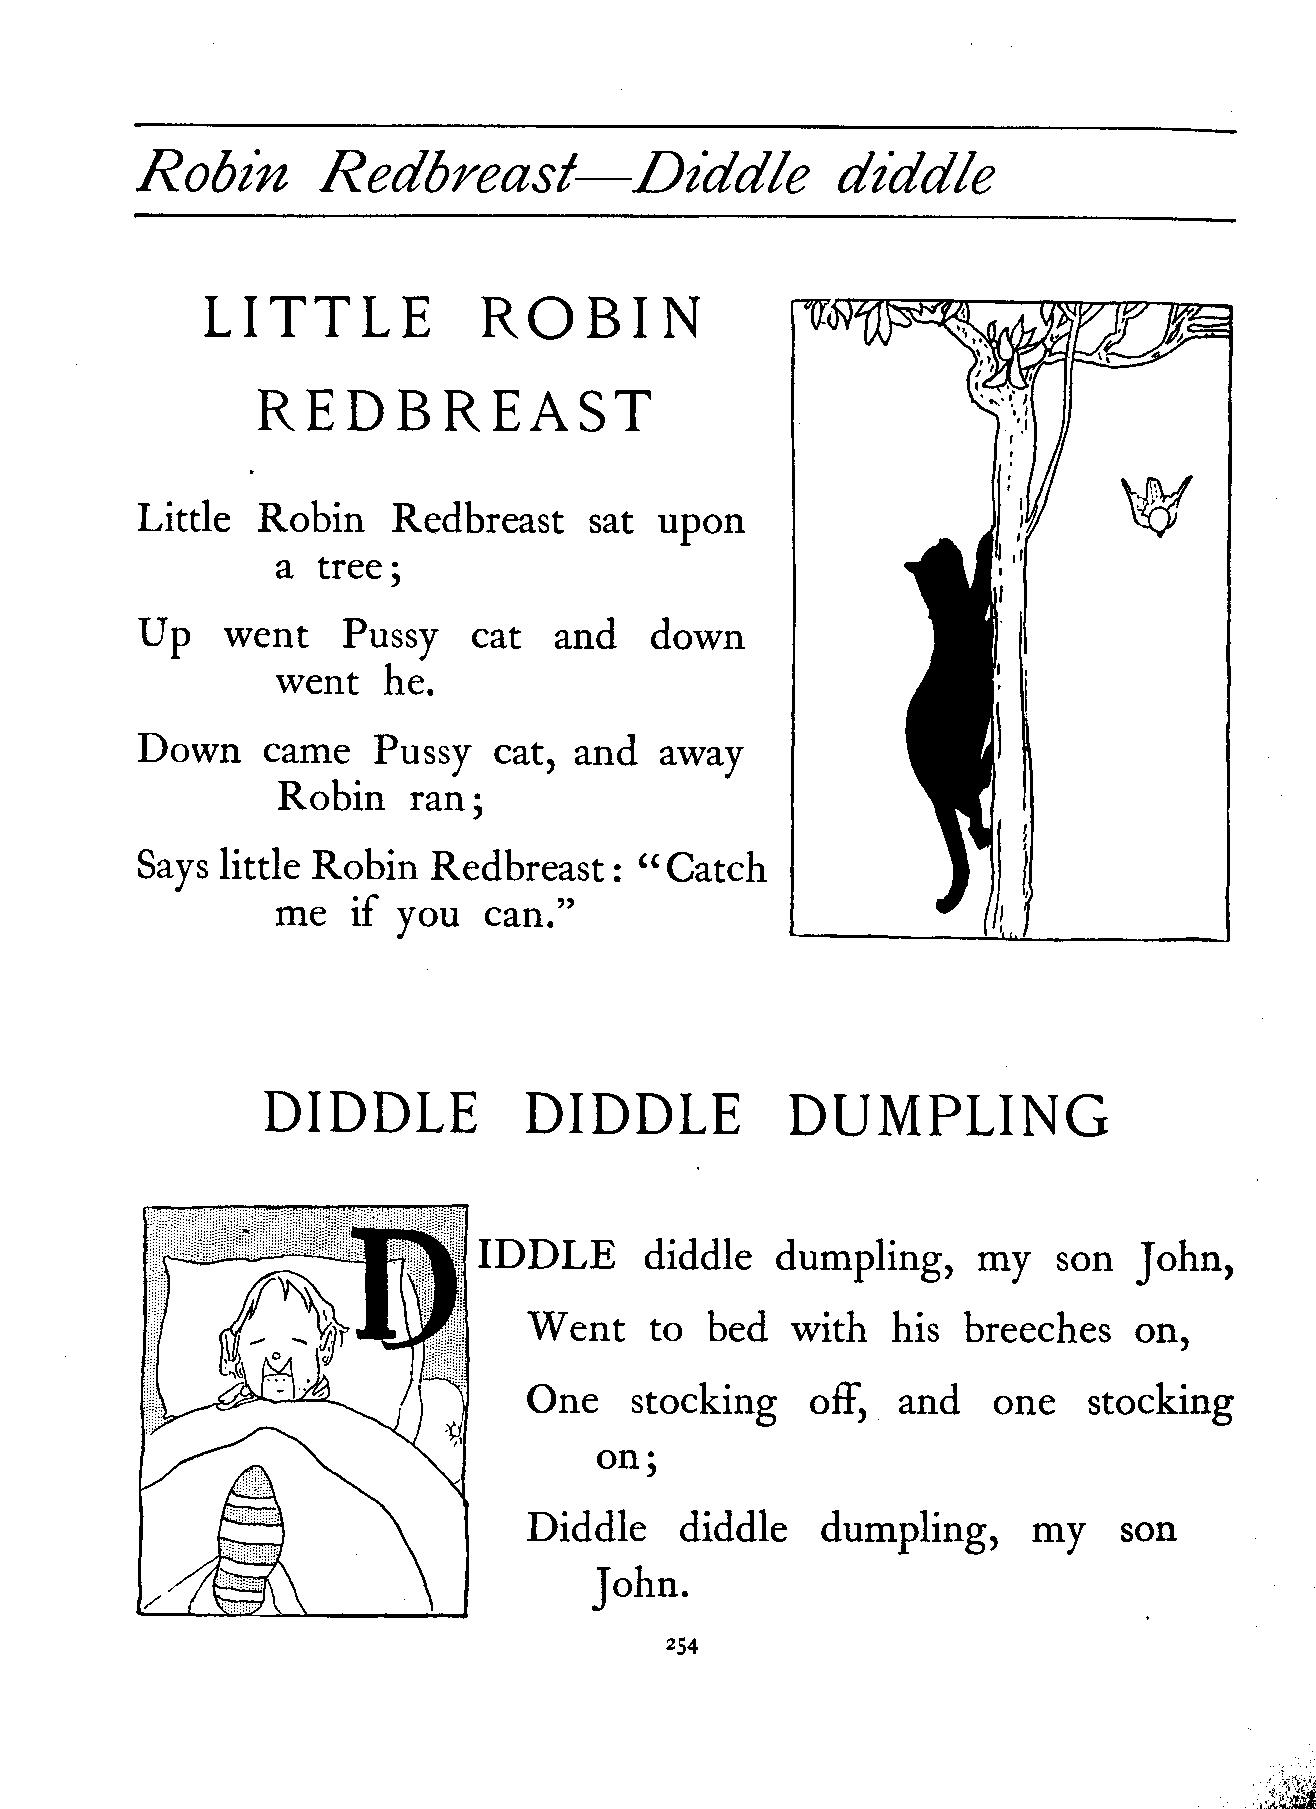 Robin Redbreast—Diddle diddle
LITTLE ROBIN
REDBREAST
Little Robin Redbreast sat upon
a tree;
Up went Pussy cat and down
went he.
Down came Pussy cat, and away
Robin ran;
Says little Robin Redbreast: “Catch
me if you can.”
DIDDLE DIDDLE DUMPLING
DIDDLE diddle dumpling, my son John,
Went to bed with his breeches on,
One stocking off, and one stocking
on;
Diddle diddle dumpling, my son
John.
254